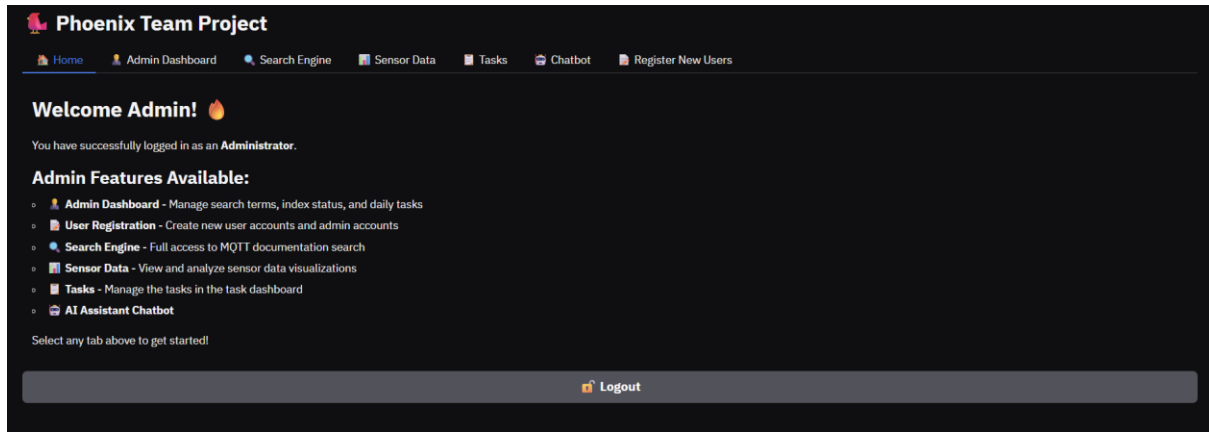 Phoenix Team Project
Home Admin Dashboard Search Engine Sensor Data Tasks Chatbot Register New Users
Welcome Admin!
You have successfully logged in as an Administrator.
Admin Features Available:
Admin Dashboard - Manage search terms, index status, and daily tasks
User Registration - Create new user accounts and admin accounts
Search Engine - Full access to MQTT documentation search
Sensor Data - View and analyze sensor data visualizations
Tasks - Manage the tasks in the task dashboard
AI Assistant Chatbot
Select any tab above to get started!
Logout